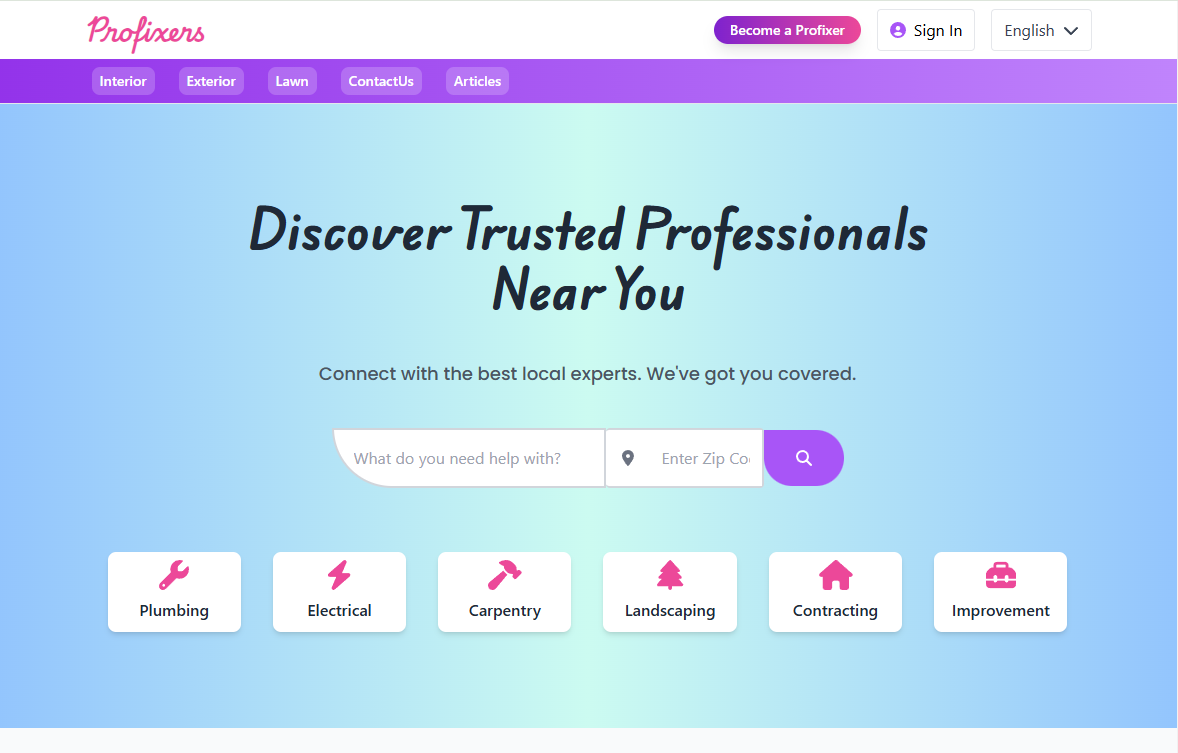 Profixers
Become a Profixer
Sign In
English
Interior
Exterior
Lawn
ContactUs
Articles
Discover Trusted Professionals
Near You
Connect with the best local experts. We've got you covered.
What do you need help with?
Enter Zip Co
Plumbing
Electrical
Carpentry
Landscaping
Contracting
Improvement